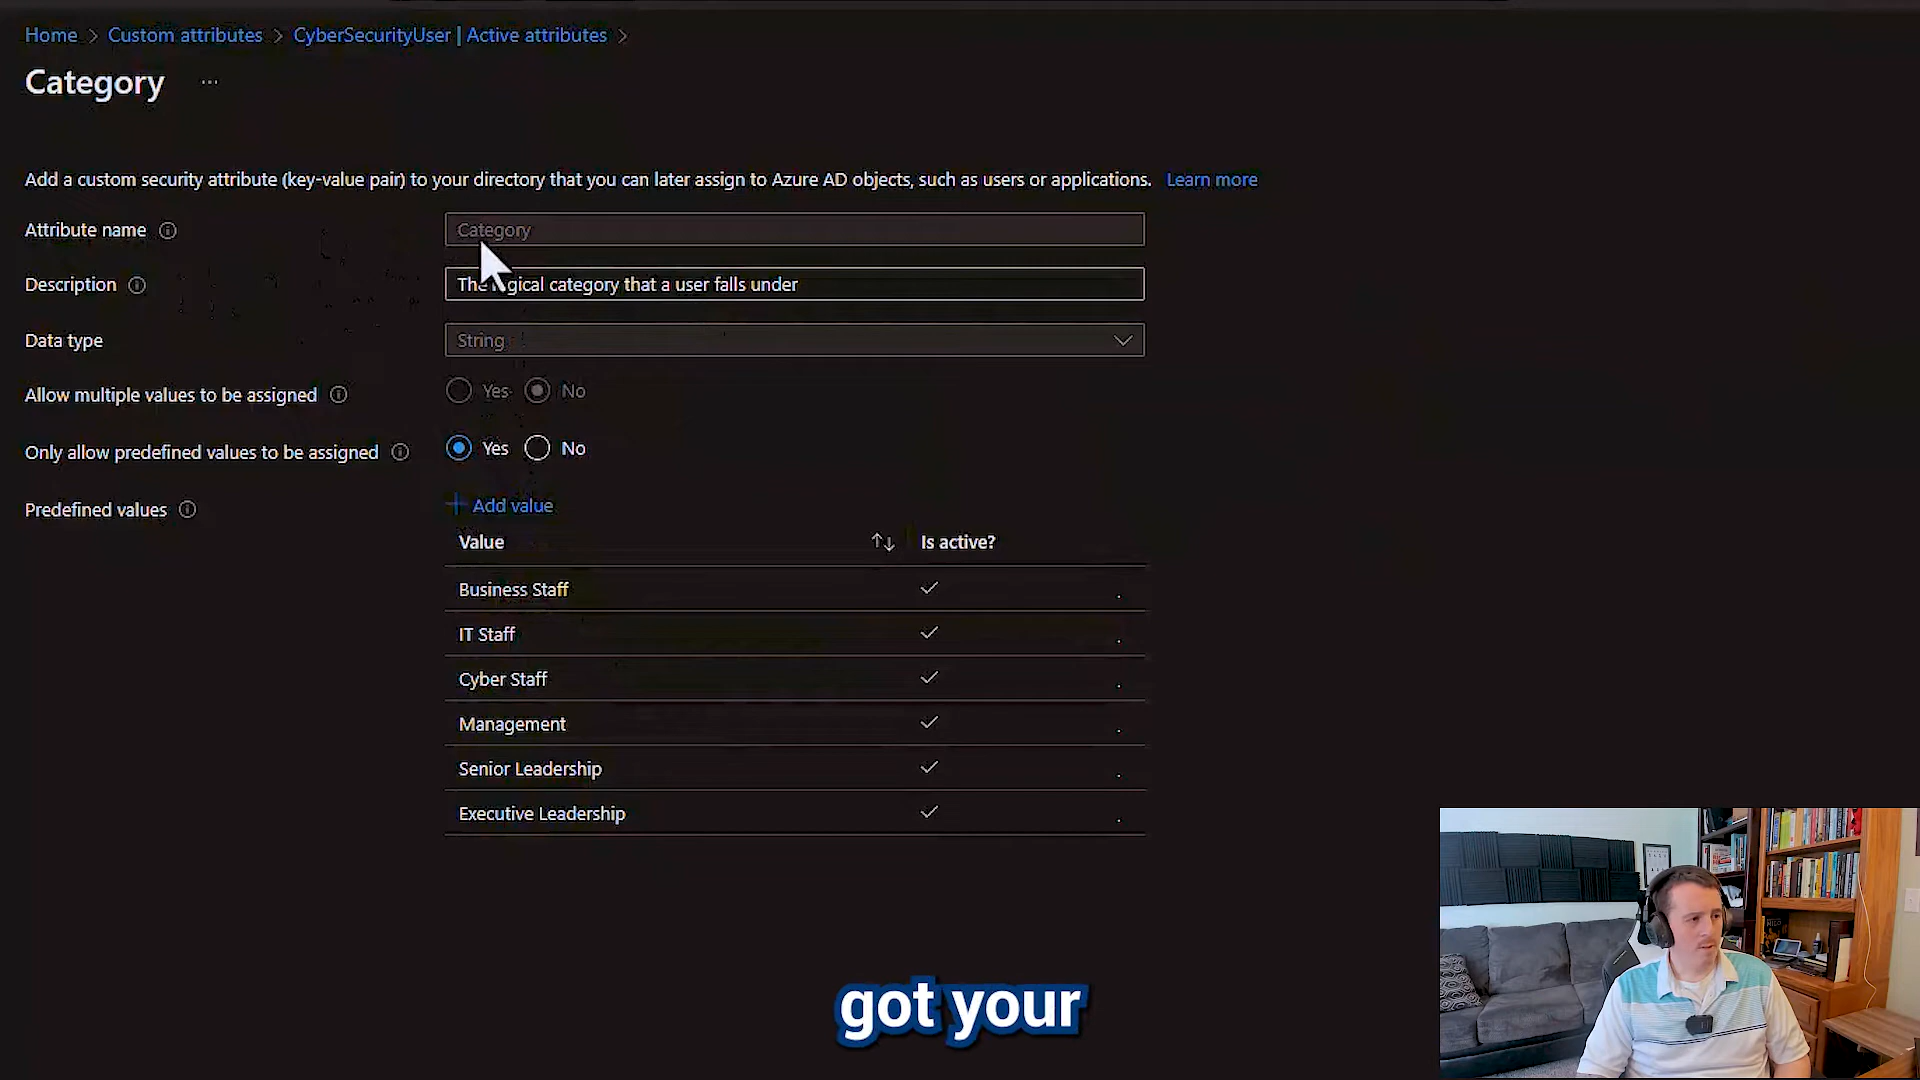 Home > Custom attributes > CyberSecurityUser | Active attributes >
Category ...
Add a custom security attribute (key-value pair) to your directory that you can later assign to Azure AD objects, such as users or applications. Learn more
Attribute name
Category
Description
The logical category that a user falls under
Data type
String
Allow multiple values to be assigned
Yes No
Only allow predefined values to be assigned
Yes No
Predefined values
+ Add value
Value Is active?
Business Staff
IT Staff
Cyber Staff
Management
Senior Leadership
Executive Leadership
got your